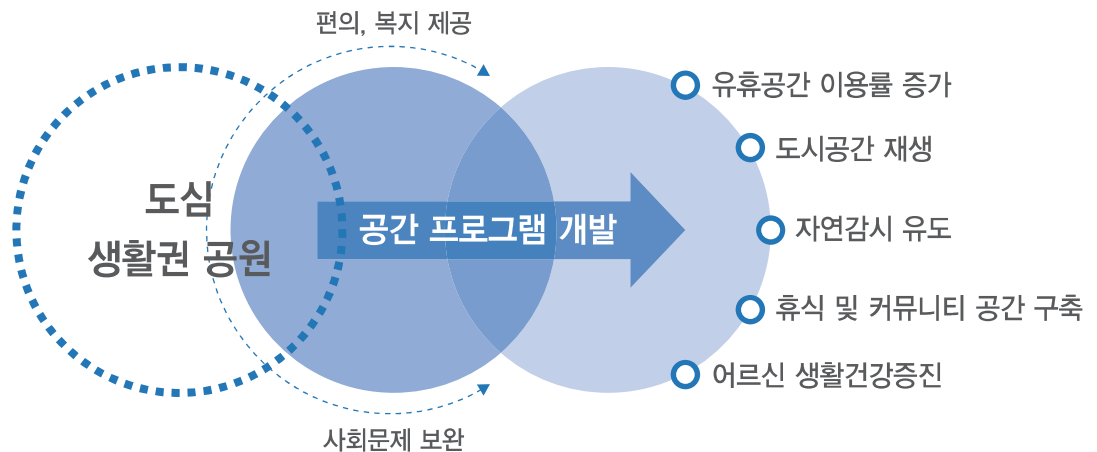 편의, 복지 제공
도심
생활권 공원
공간 프로그램 개발
유휴공간 이용률 증가
도시공간 재생
자연감시 유도
휴식 및 커뮤니티 공간 구축
어르신 생활건강증진
사회문제 보완